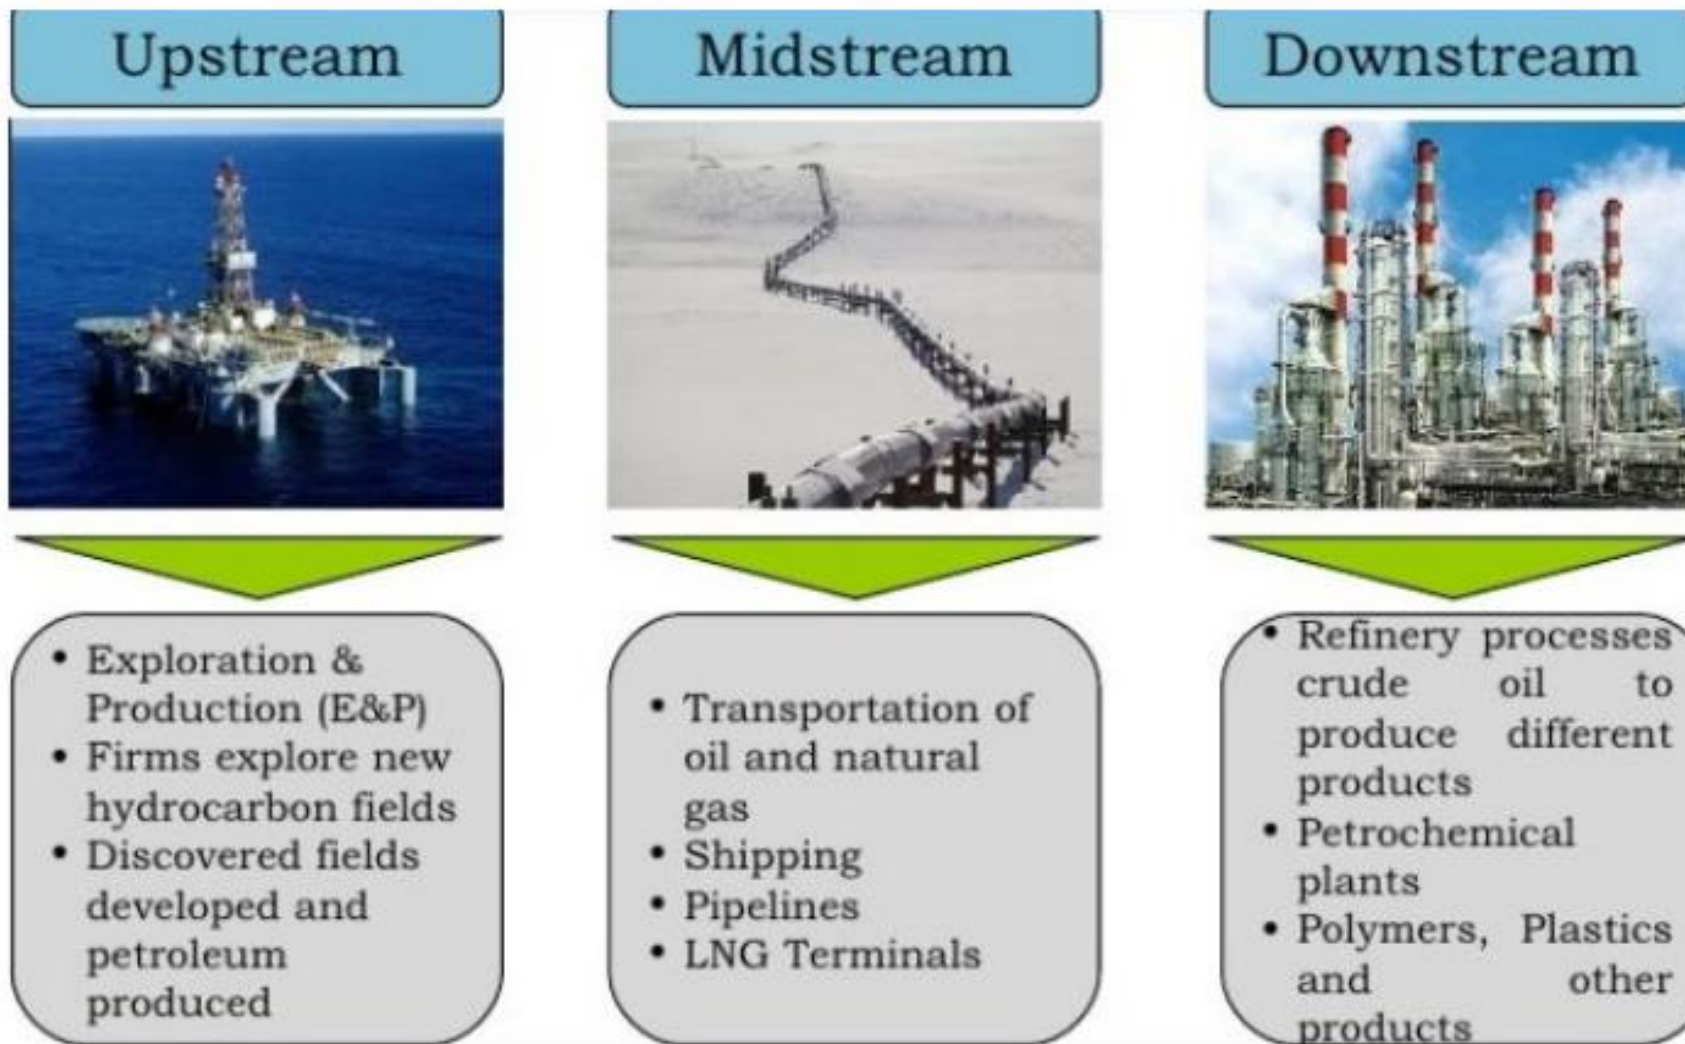 Upstream
Midstream
Downstream
• Exploration &
Production (E&P)
• Firms explore new
hydrocarbon fields
• Discovered fields
developed and
petroleum
produced
• Transportation of
oil and natural
gas
• Shipping
• Pipelines
• LNG Terminals
• Refinery processes
crude oil to
produce different
products
• Petrochemical
plants
• Polymers, Plastics
and other
products